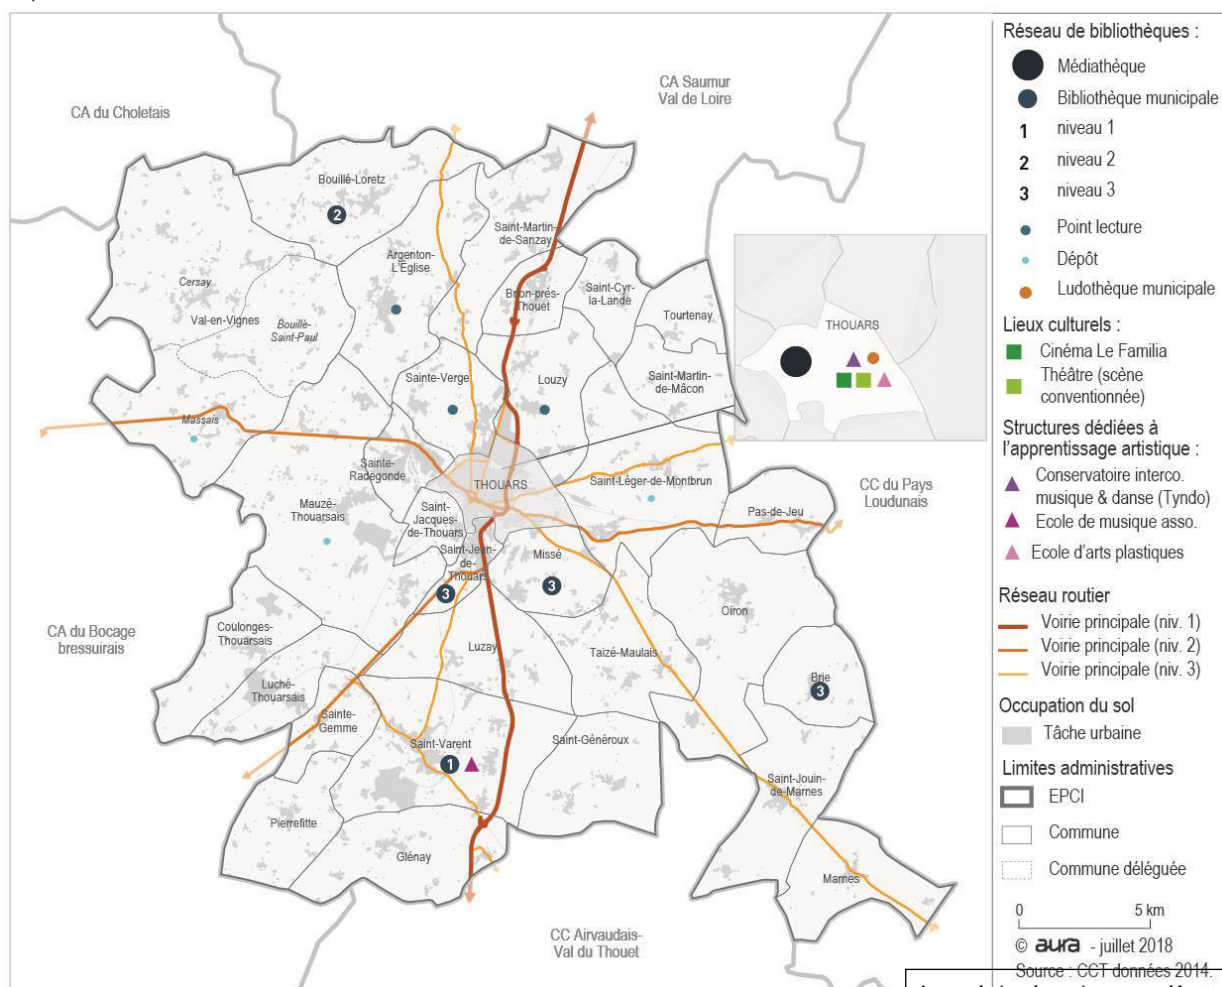 CA du Choletais
CA Saumur
Val de Loire
Bouillé-Loretz
2
Saint-Martin-
de-Sanzay
Argenton-
L'Église
Cersay
Val-en-Vignes
Bouillé-
Saint-Paul
Brion-près-
Thouet
Saint-Cyr-
la-Lande
Tourtenay
Sainte-Verge
Louzy
Saint-Martin-
de-Mâcon
Massais
Sainte-
Radégonde
THOUARS
Saint-Léger-de-Montbrun
Mauzé-
Thouarsais
Saint-
Jacques-
de-Thouars
Pas-de-Jeu
Saint-Jean-
de-
Thouars
3
Missé
3
Oiron
CC du Pays
Loudunais
CA du Bocage
bressuirais
Coulonges-
Thouarsais
Luzay
Taizé-Maulais
Brie
3
Luché-
Thouarsais
Sainte-
Gemme
Saint-Varent
1
Saint-Généroux
Saint-Jouin-
de-Marnes
Pierrefitte
Glénay
Marnes
CC Airvaudais-
Val du Thouet
THOUARS
Réseau de bibliothèques :
Médiathèque
Bibliothèque municipale
1 niveau 1
2 niveau 2
3 niveau 3
Point lecture
Dépôt
Ludothèque municipale
Lieux culturels :
Cinéma Le Familia
Théâtre (scène
conventionnée)
Structures dédiées à
l'apprentissage artistique :
Conservatoire interco.
musique & danse (Tyndo)
Ecole de musique asso.
Ecole d'arts plastiques
Réseau routier
Voirie principale (niv. 1)
Voirie principale (niv. 2)
Voirie principale (niv. 3)
Occupation du sol
Tâche urbaine
Limites administratives
EPCI
Commune
Commune déléguée
0 5 km
© aura - juillet 2018
Source : CCT données 2014.